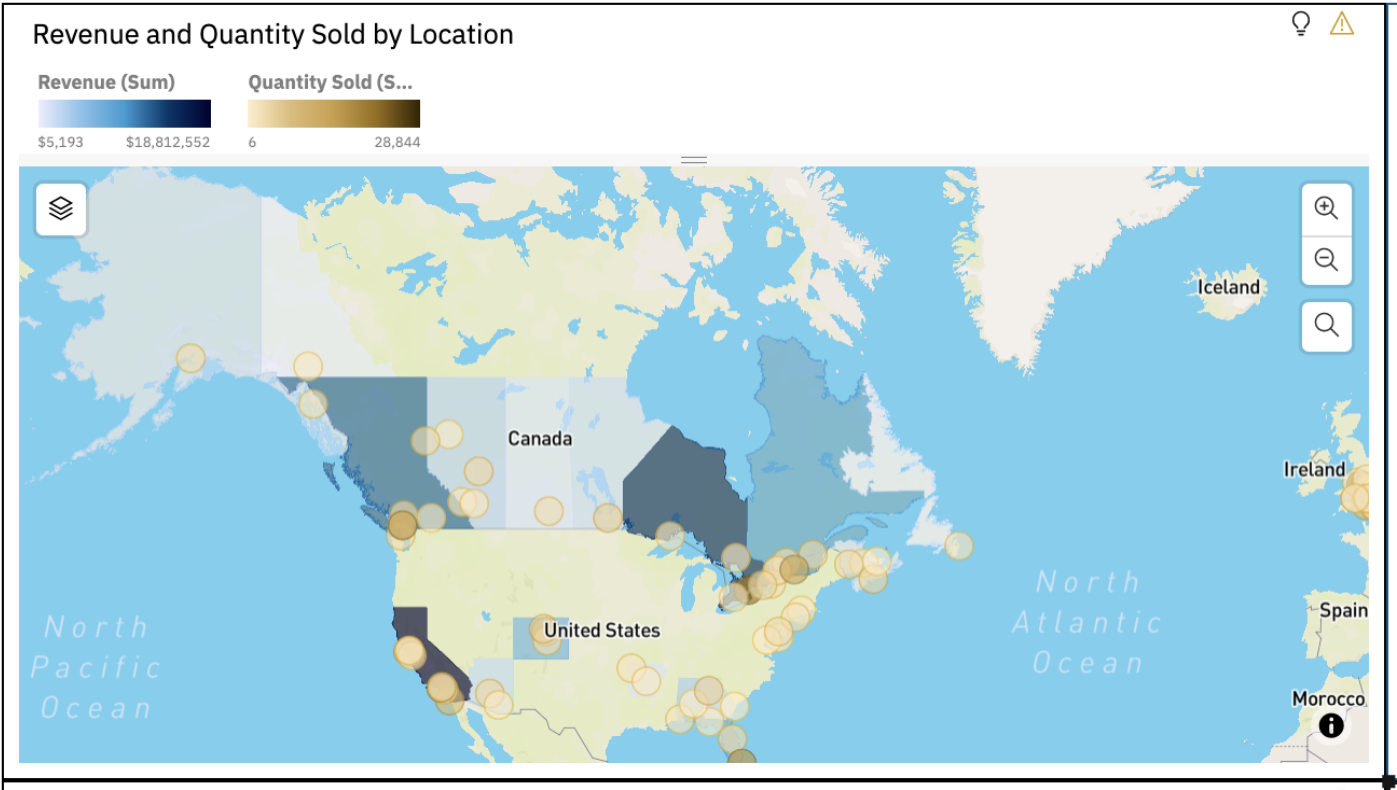 Revenue and Quantity Sold by Location
Revenue (Sum)
Quantity Sold (S...
$5,193
$18,812,552
6
28,844
Iceland
Canada
Ireland
North
Atlantic
Ocean
Spain
United States
North
Pacific
Ocean
Morocco